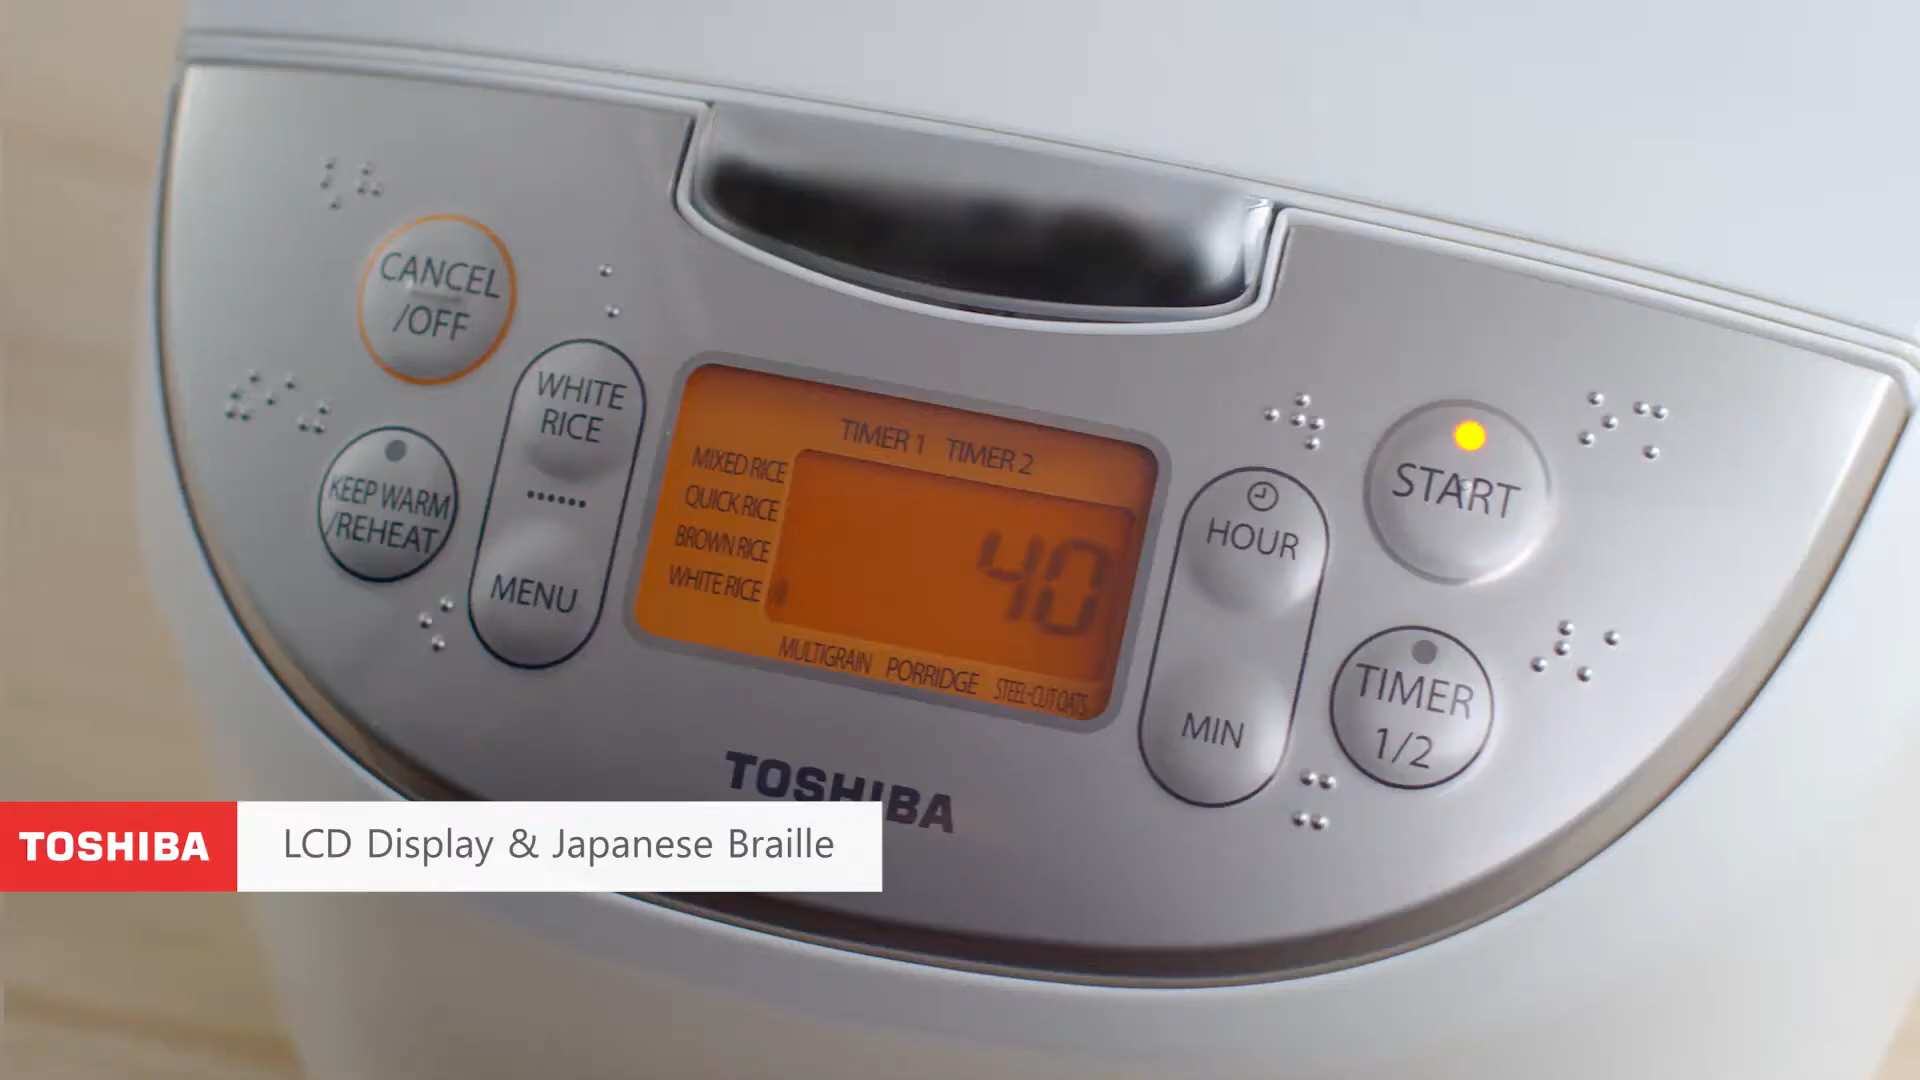 CANCEL
/OFF
WHITE
RICE
KEEP WARM
/REHEAT
MENU
TIMER 1 TIMER 2
MIXED RICE
QUICK RICE
BROWN RICE
WHITE RICE
40
MULTIGRAIN PORRIDGE STEEL-CUT OATS
HOUR
MIN
START
TIMER
1/2
TOSHIBA
TOSHIBA
LCD Display & Japanese Braille